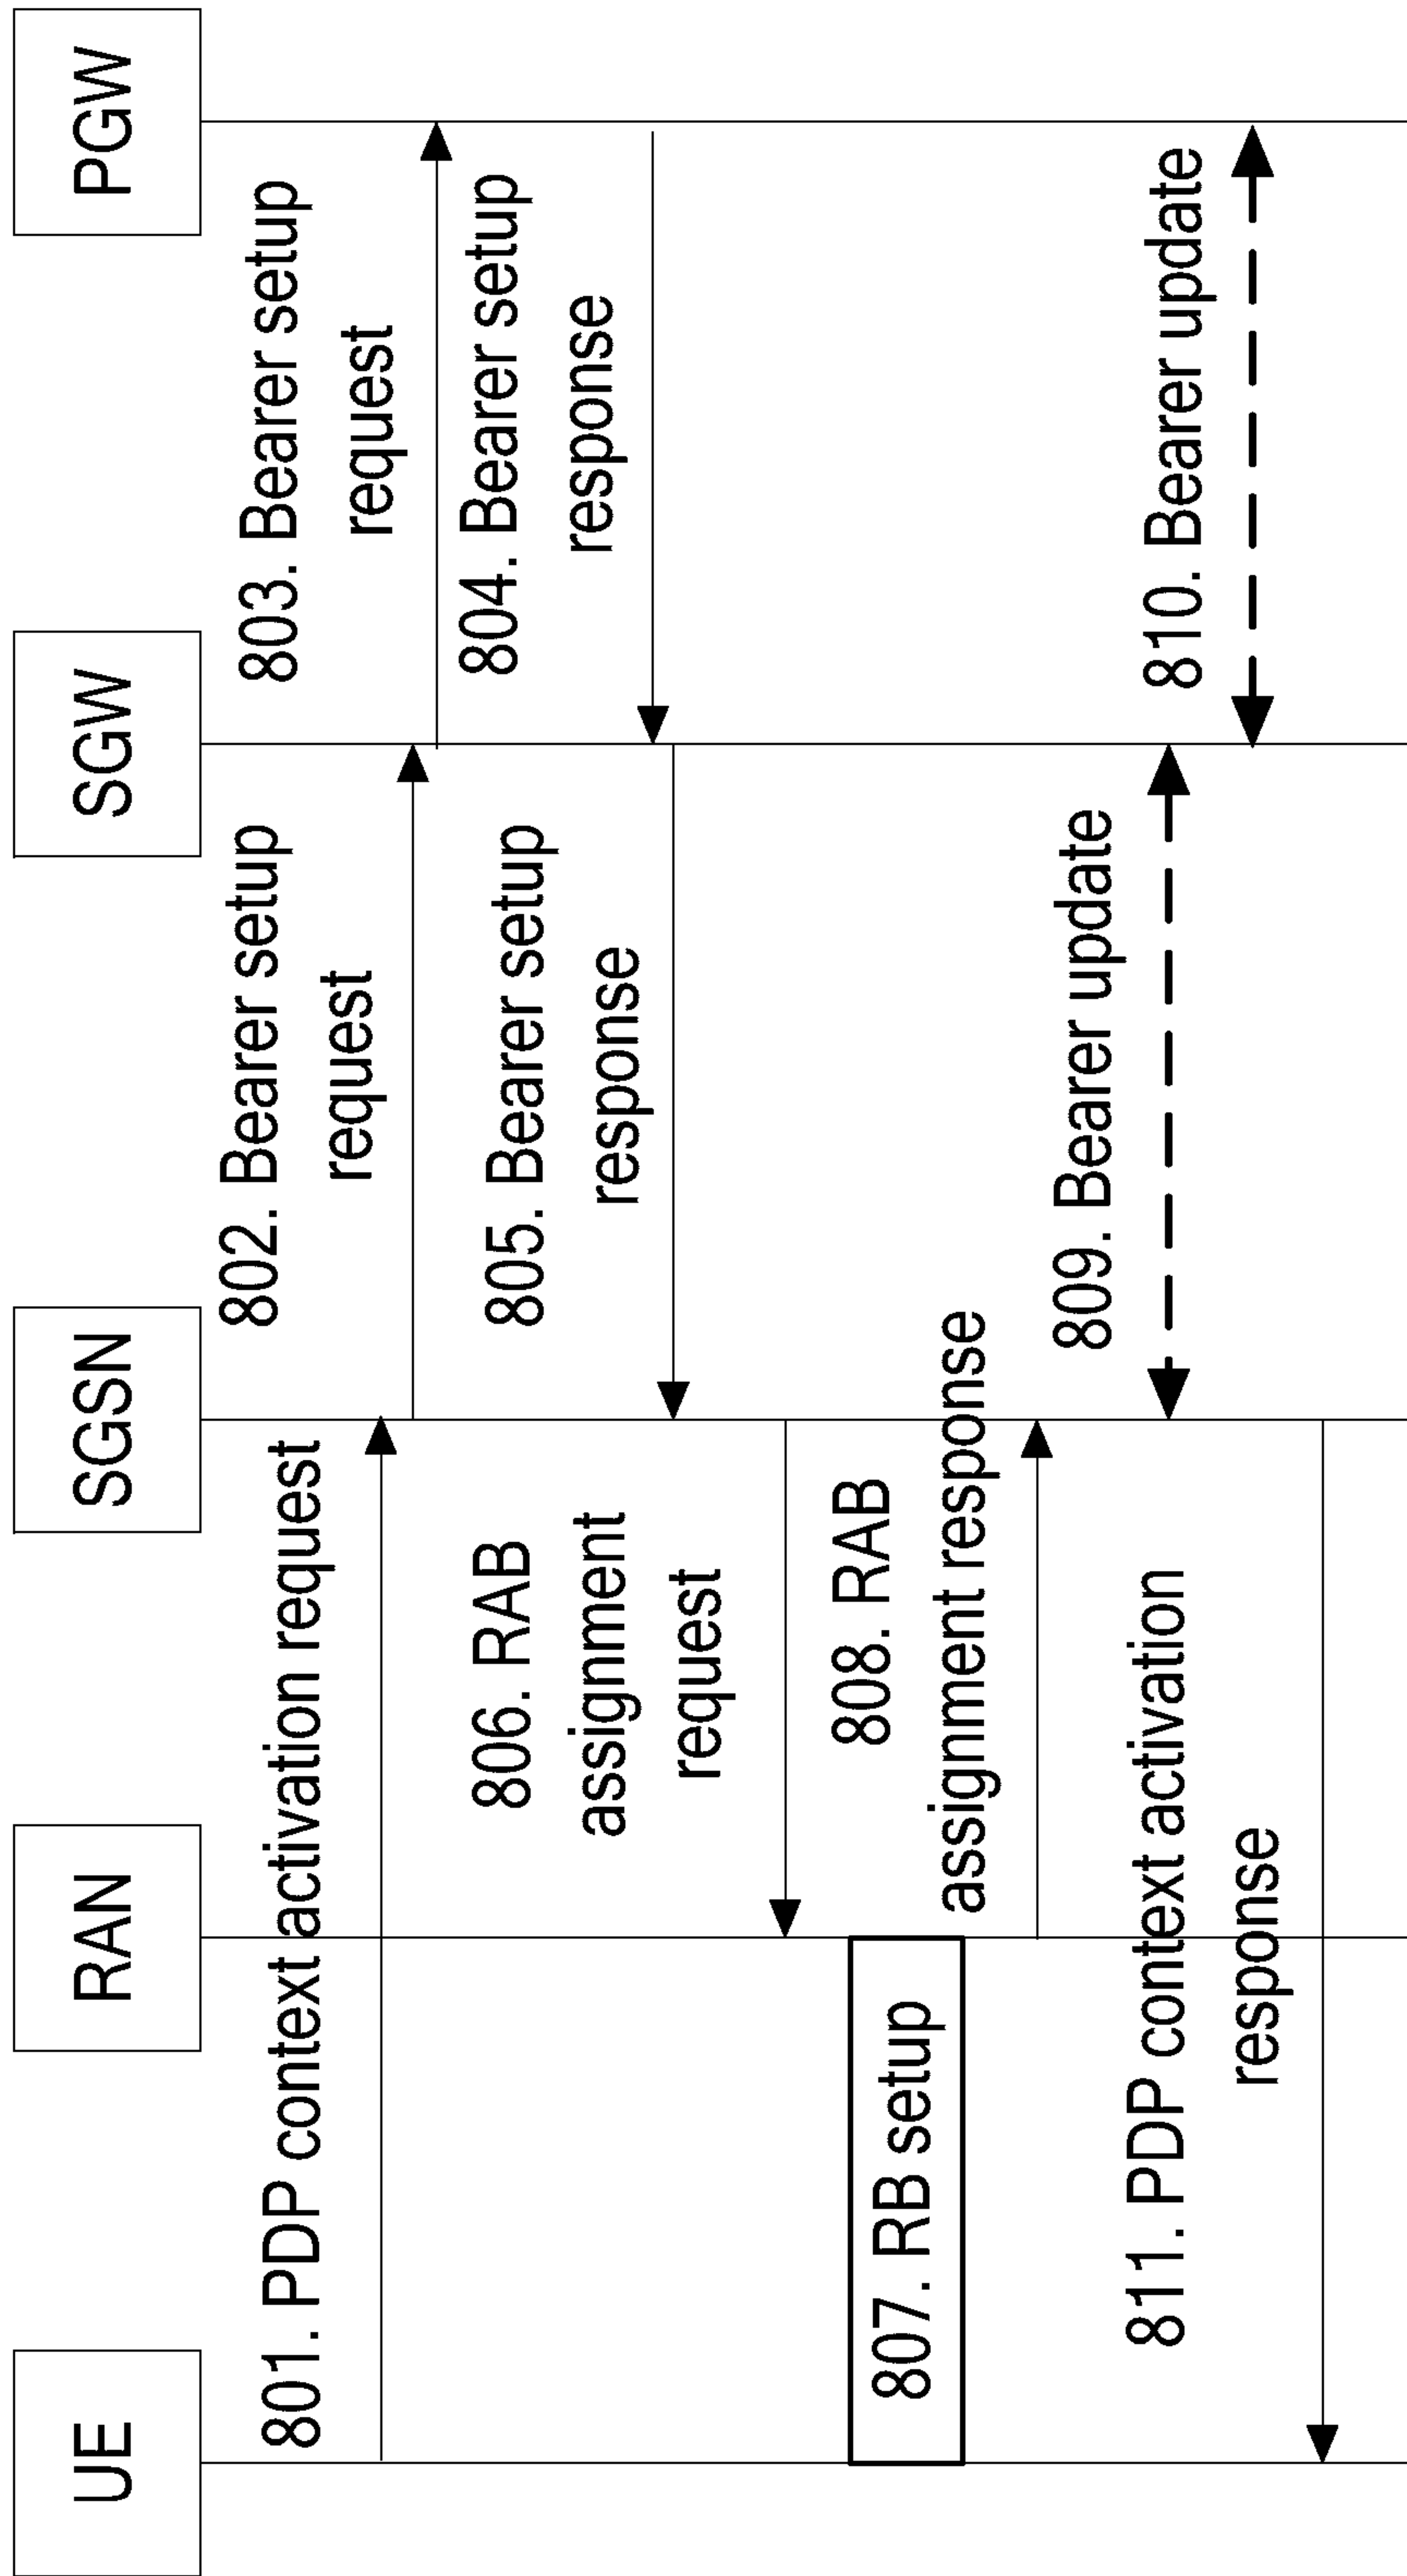 UE
RAN
SGSN
SGW
PGW
801. PDP context activation request
802. Bearer setup
request
803. Bearer setup
request
804. Bearer setup
response
805. Bearer setup
response
806. RAB
assignment
request
807. RB setup
808. RAB
assignment response
809. Bearer update
810. Bearer update
811. PDP context activation
response